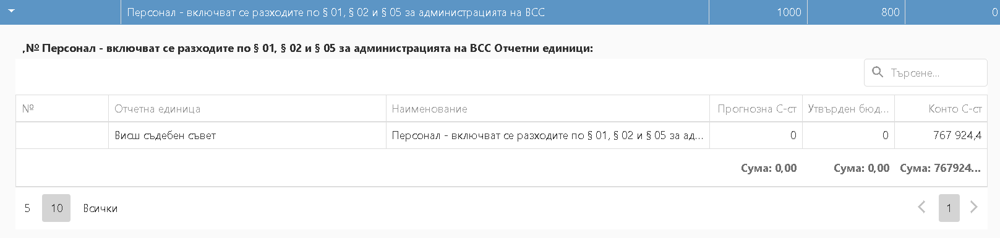 Персонал - включват се разходите по § 01, § 02 и § 05 за администрацията на ВСС 1000 800 0
,№ Персонал - включват се разходите по § 01, § 02 и § 05 за администрацията на ВСС Отчетни единици:
Търсене...
№ Отчетна единица Наименование Прогнозна С-ст Утвърден бюд... Конто С-ст
Висш съдебен съвет Персонал - включват се разходите по § 01, § 02 и § 05 за ад... 0 0 767 924,4
Сума: 0,00 Сума: 0,00 Сума: 767924...
5 10 Всички 1